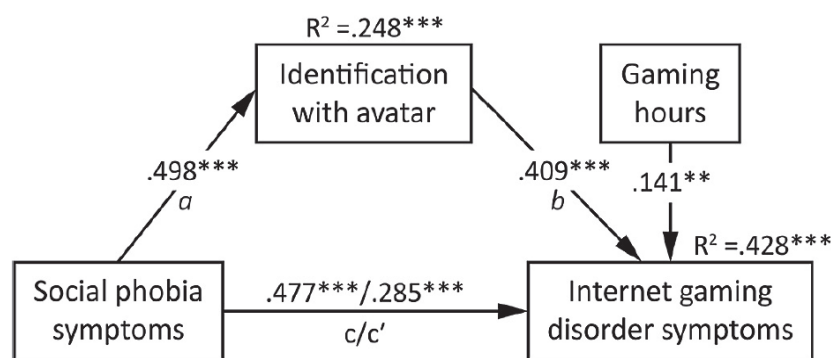 R² =.248***
Identification
with avatar
Gaming
hours
.498***
a
.409***
b
.141**
R² =.428***
Social phobia
symptoms
.477***/.285***
c/c′
Internet gaming
disorder symptoms